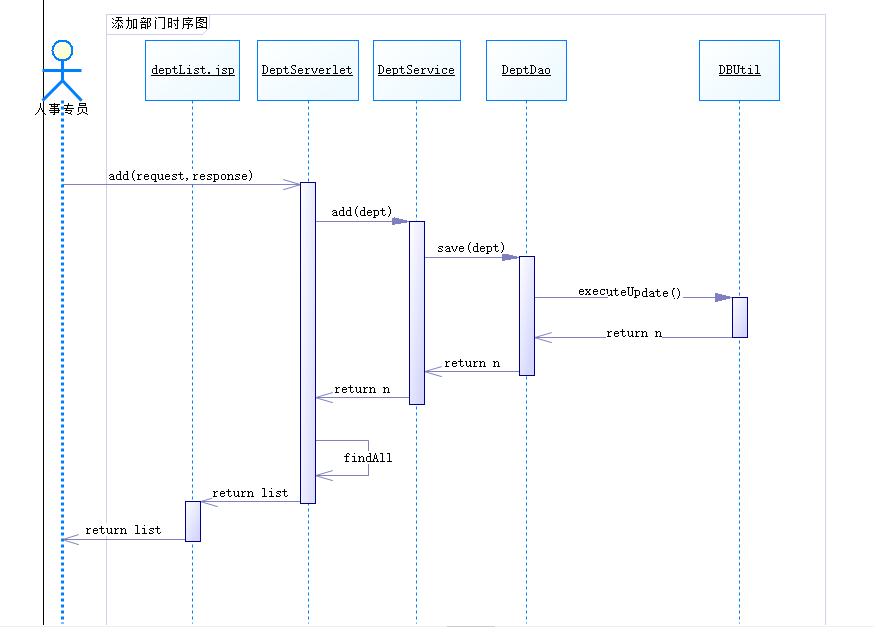 添加部门时序图
人事专员
deptList.jsp
DeptServerlet
DeptService
DeptDao
DBUtil
add(request,response)
add(dept)
save(dept)
executeUpdate()
return n
return n
return n
findAll
return list
return list